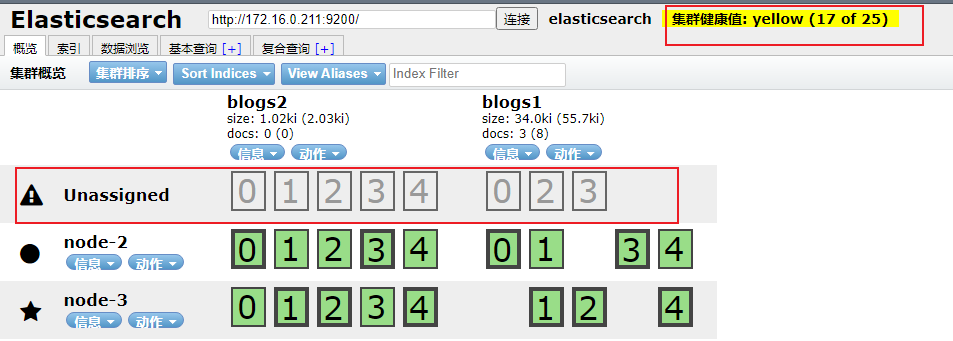 Elasticsearch http://172.16.0.211:9200/ 连接 elasticsearch 集群健康值: yellow (17 of 25)
概览 索引 数据浏览 基本查询 [+] 复合查询 [+]
集群概览 集群排序 Sort Indices View Aliases Index Filter
blogs2 blogs1
size: 1.02ki (2.03ki) size: 34.0ki (55.7ki)
docs: 0 (0) docs: 3 (8)
信息 动作 信息 动作
Unassigned 0 1 2 3 4 0 2 3
node-2 0 1 2 3 4 0 1 3 4
信息 动作
node-3 0 1 2 3 4 1 2 4
信息 动作